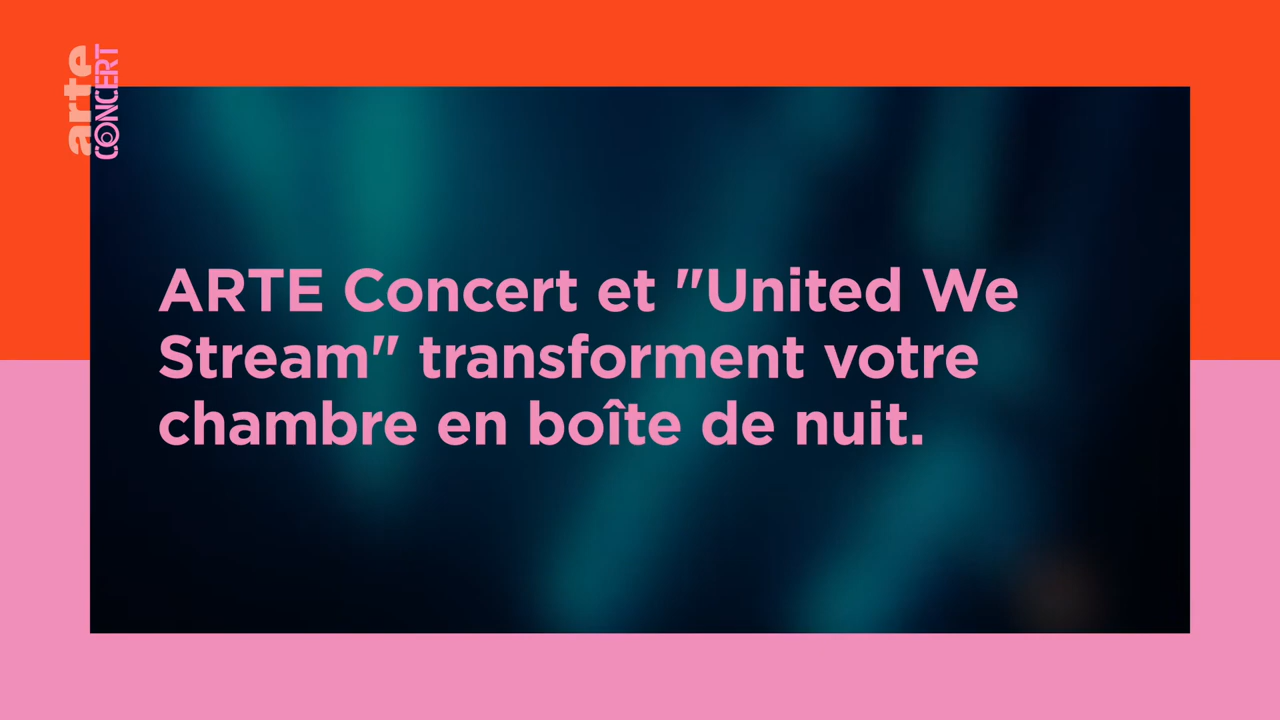 arte
CONCERT
ARTE Concert et "United We
Stream" transforment votre
chambre en boîte de nuit.